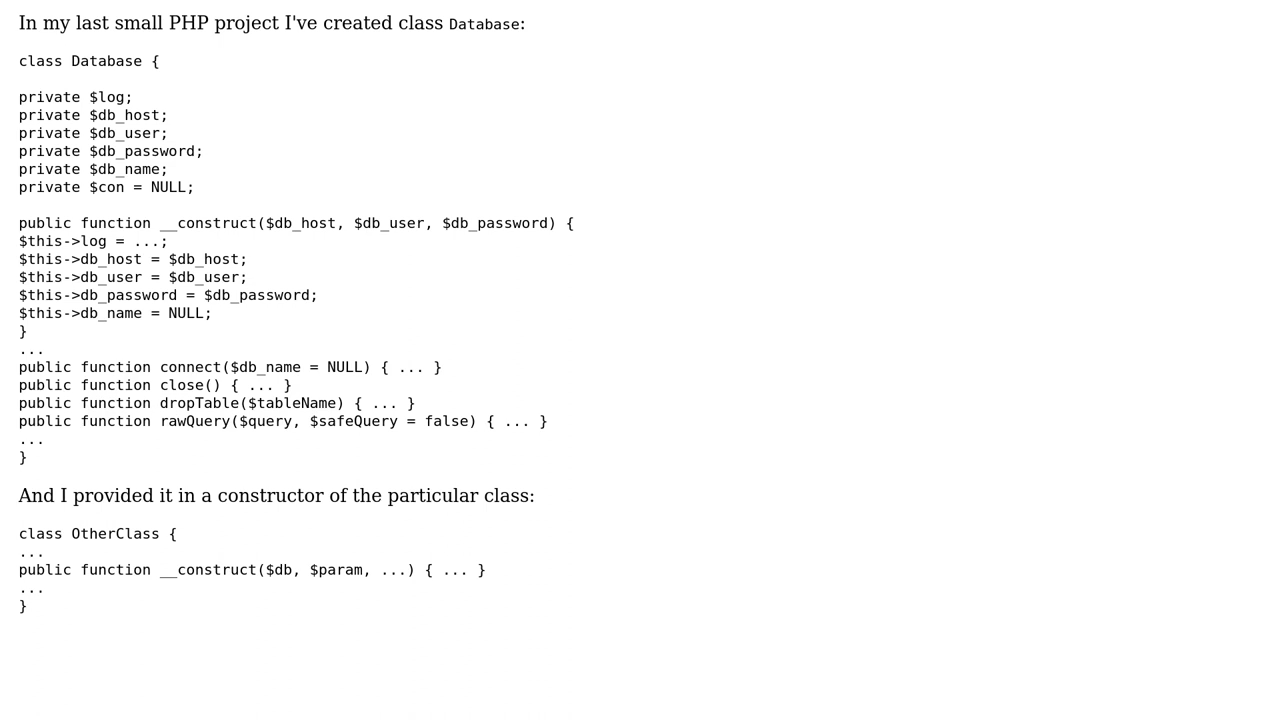 In my last small PHP project I've created class Database:
class Database {
private $log;
private $db_host;
private $db_user;
private $db_password;
private $db_name;
private $con = NULL;
public function __construct($db_host, $db_user, $db_password) {
$this->log = ...;
$this->db_host = $db_host;
$this->db_user = $db_user;
$this->db_password = $db_password;
$this->db_name = NULL;
}
...
public function connect($db_name = NULL) { ... }
public function close() { ... }
public function dropTable($tableName) { ... }
public function rawQuery($query, $safeQuery = false) { ... }
...
}
And I provided it in a constructor of the particular class:
class OtherClass {
...
public function __construct($db, $param, ...) { ... }
...
}